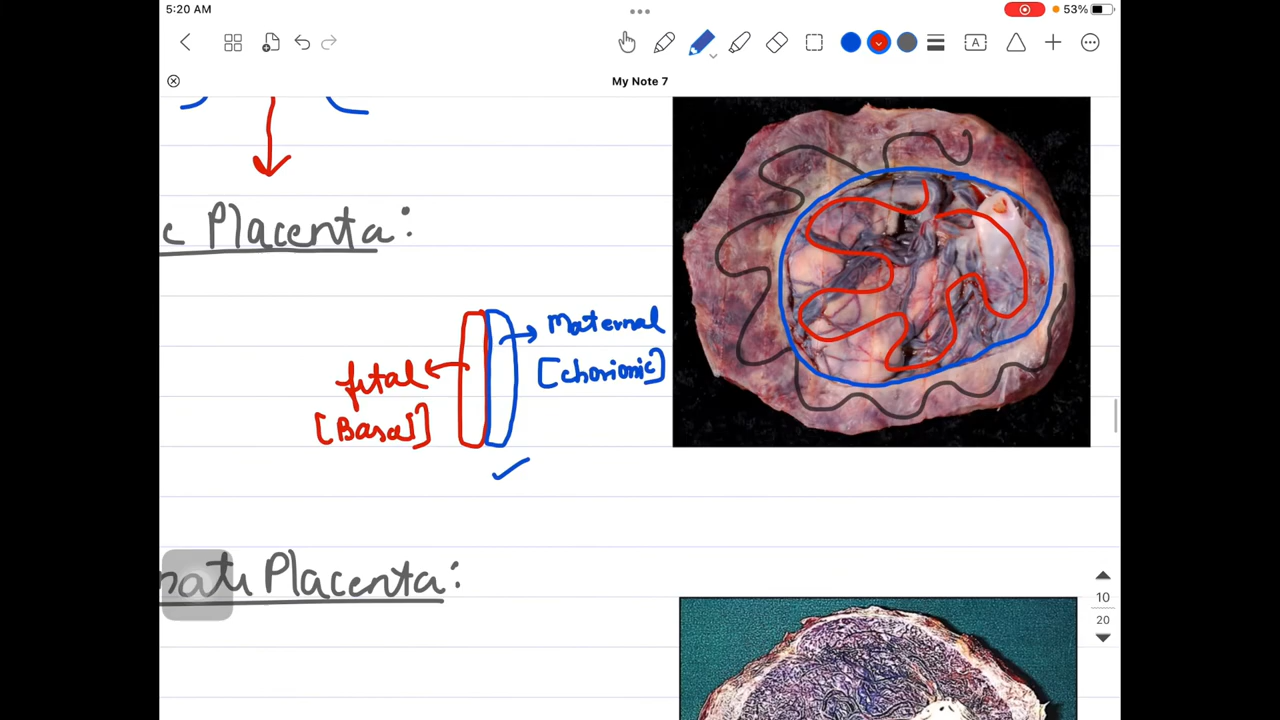 5:20 AM
53%
My Note 7
c Placenta:
Maternal
[chorionic]
fetal
[Basal]
nate Placenta:
10
20
A